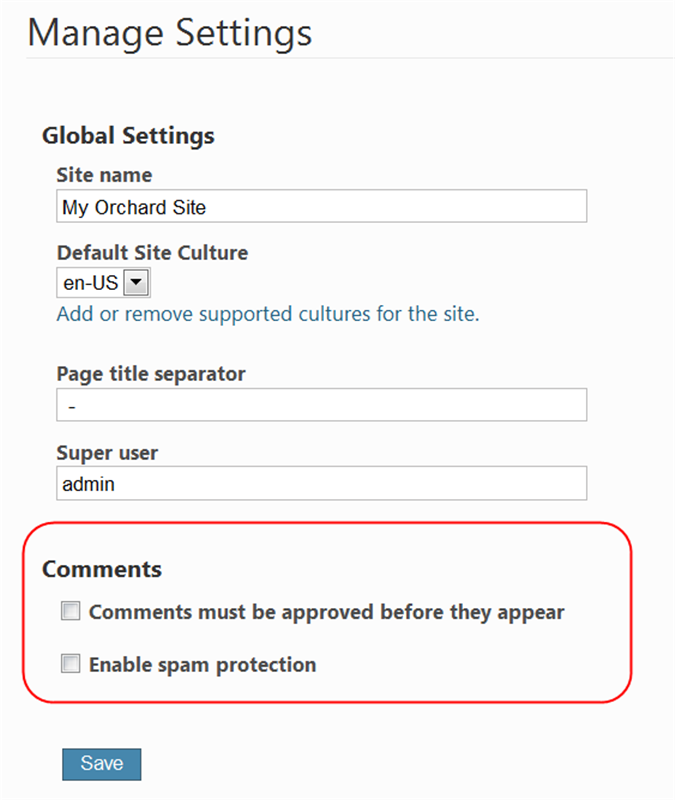 Manage Settings
Global Settings
Site name
My Orchard Site
Default Site Culture
en-US
Add or remove supported cultures for the site.
Page title separator
-
Super user
admin
Comments
Comments must be approved before they appear
Enable spam protection
Save